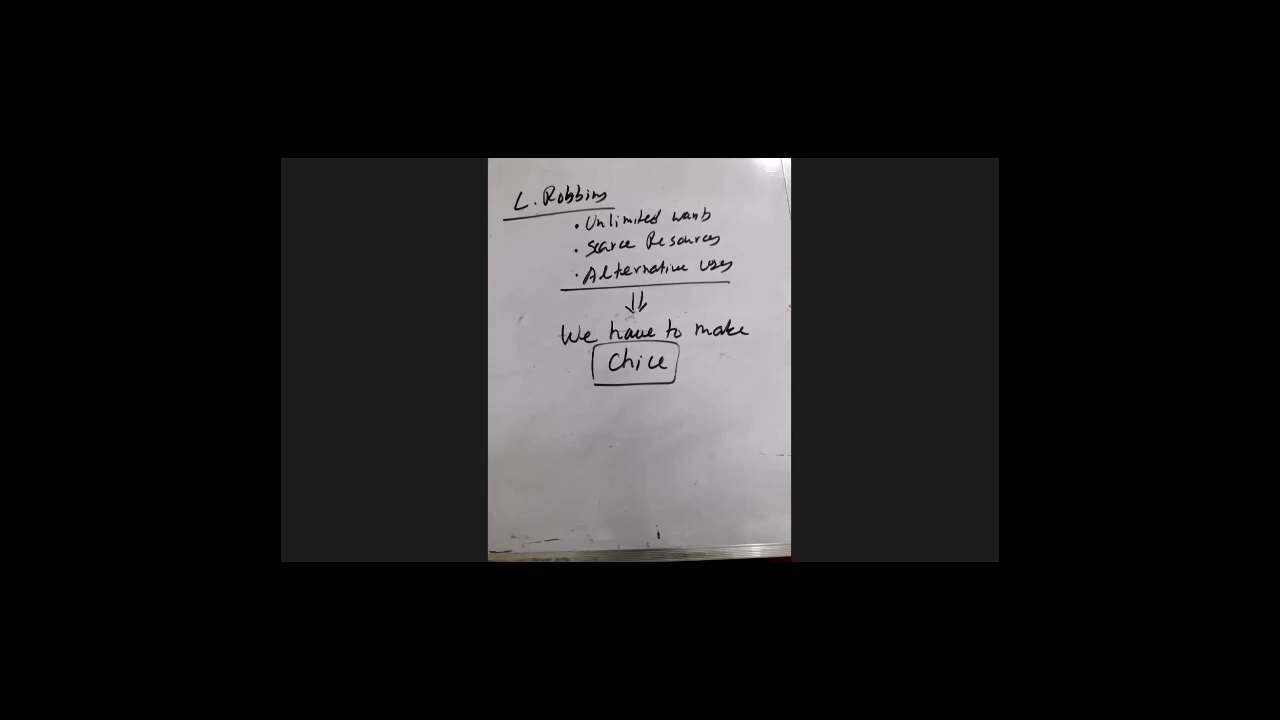 L. Robbins
• Unlimited wants
• Scarce Resources
• Alternative uses
⇓
We have to make
Chice